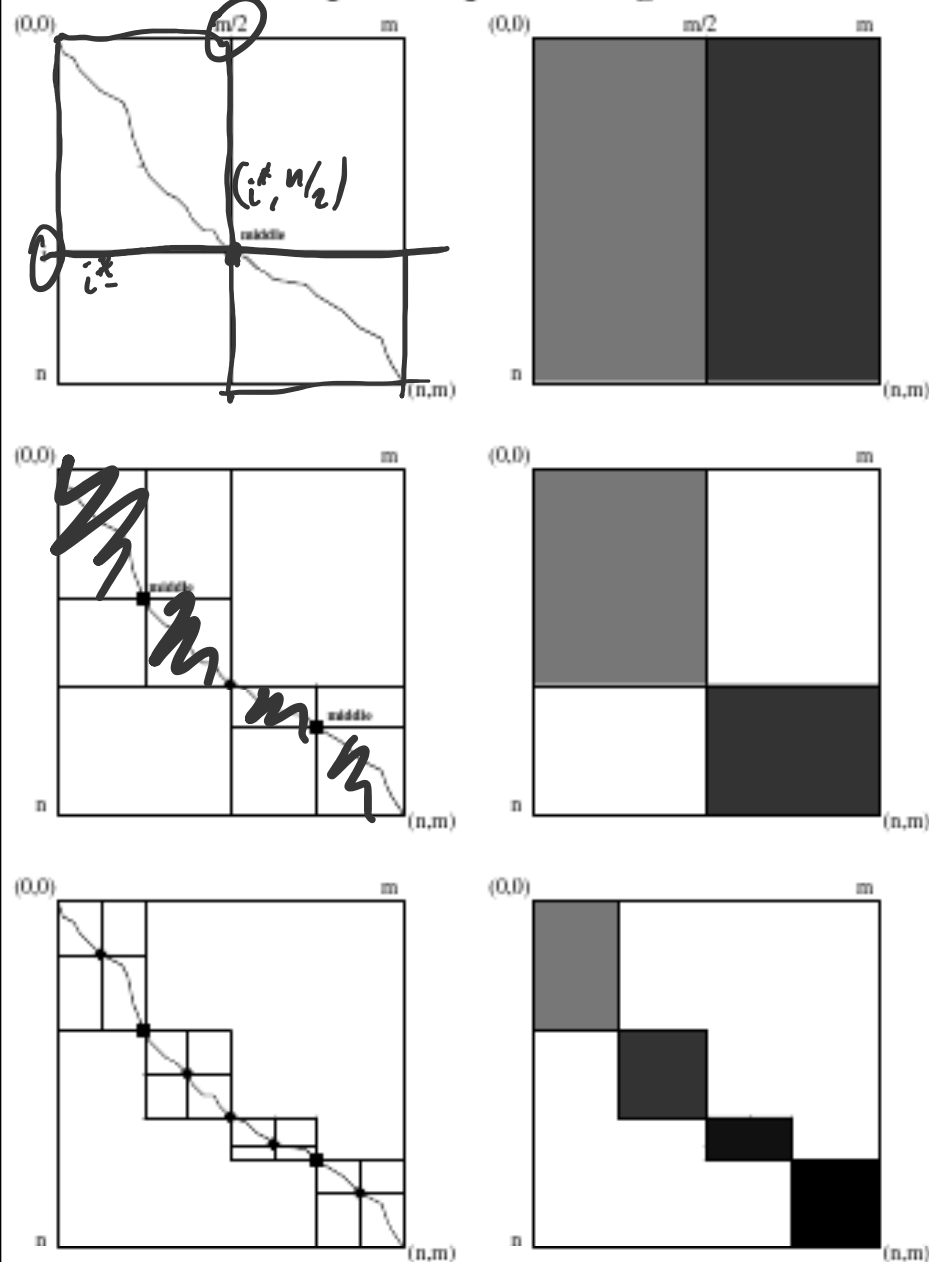 (0,0) m/2 m
(0,0) m/2 m
(i*, n/2)
middle
i*
n
(n,m)
n
(n,m)
(0,0) m
(0,0) m
middle
middle
n
(n,m)
n
(n,m)
(0,0) m
(0,0) m
n
(n,m)
n
(n,m)